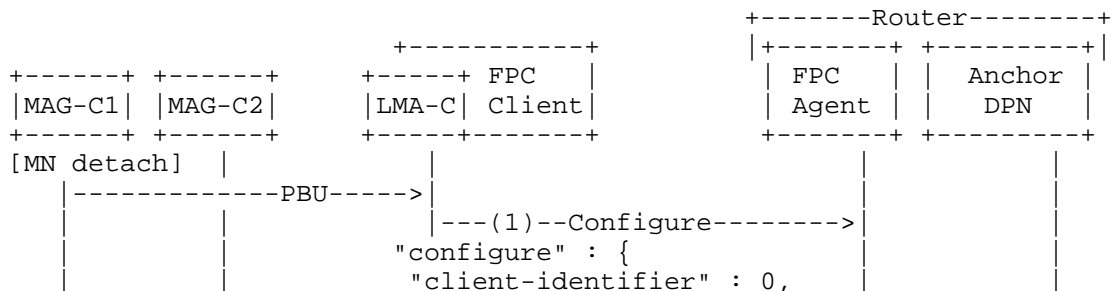 +-------Router--------+
                        +-----------+         |+-------+ +---------+|
+------+ +------+     +-----+ FPC    |         | FPC   | |  Anchor |
|MAG-C1| |MAG-C2|     |LMA-C| Client|          | Agent | |   DPN   |
+------+ +------+     +-----+-------+          +-------+ +---------+
[MN detach]  |            |                          |           |
   |-------------PBU----->|                          |           |
   |         |            |---(1)--Configure-------->|           |
   |         |          "configure" : {              |           |
   |         |           "client-identifier" : 0,    |           |